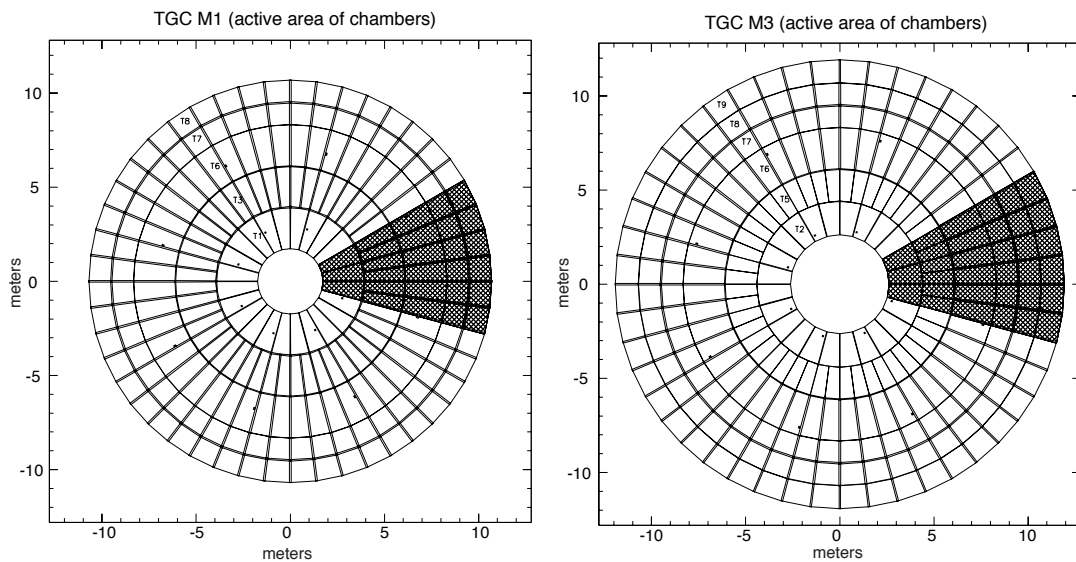 TGC M1 (active area of chambers)
10
5
0
-5
-10
meters
T8
T7
T6
T3
T1
-10
-5
0
5
10
meters
TGC M3 (active area of chambers)
10
5
0
-5
-10
meters
T9
T8
T7
T6
T5
T2
-10
-5
0
5
10
meters